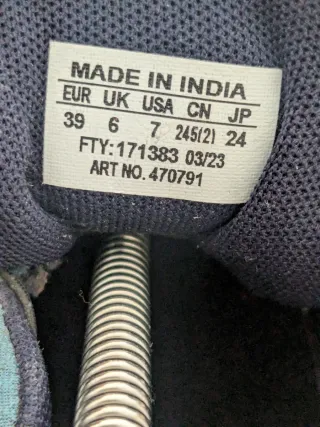 MADE IN INDIA
EUR UK USA CN JP
39 6 7 245(2) 24
FTY:171383 03/23
ART NO. 470791